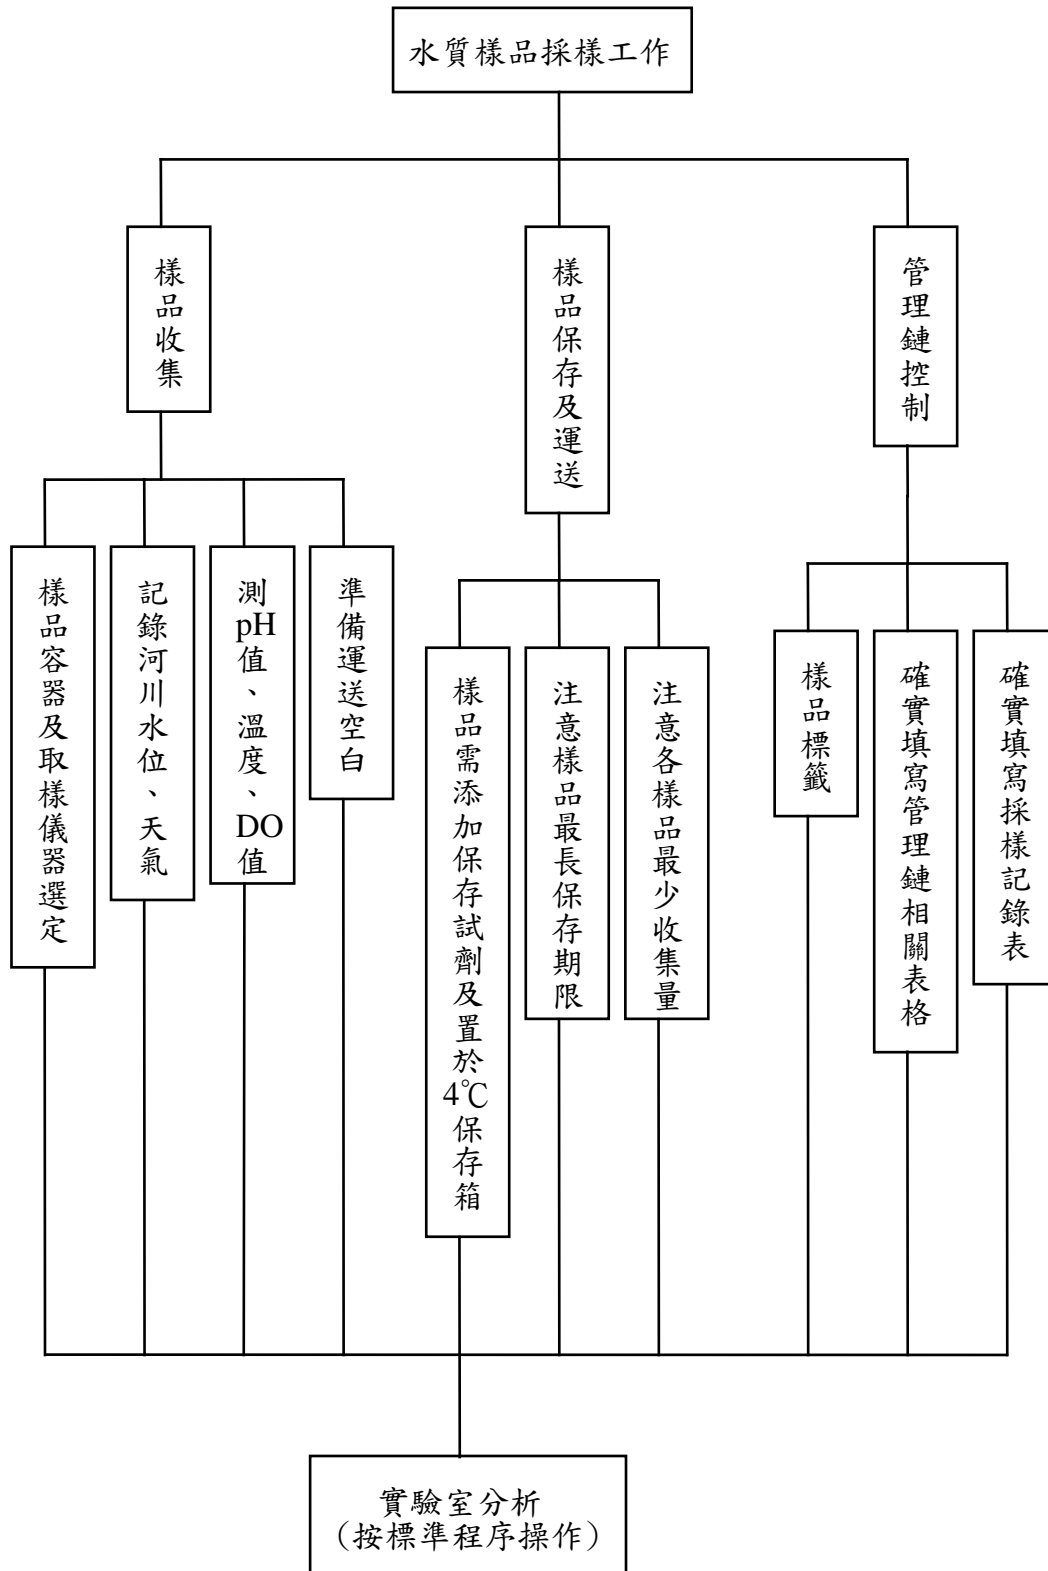 水質樣品採樣工作
樣品收集
樣品保存及運送
管理鏈控制
樣品容器及取樣儀器選定
記錄河川水位、天氣
測pH值、溫度、DO值
準備運送空白
樣品需添加保存試劑及置於4℃保存箱
注意樣品最長保存期限
注意各樣品最少收集量
樣品標籤
確實填寫管理鏈相關表格
確實填寫採樣記錄表
實驗室分析
（按標準程序操作）